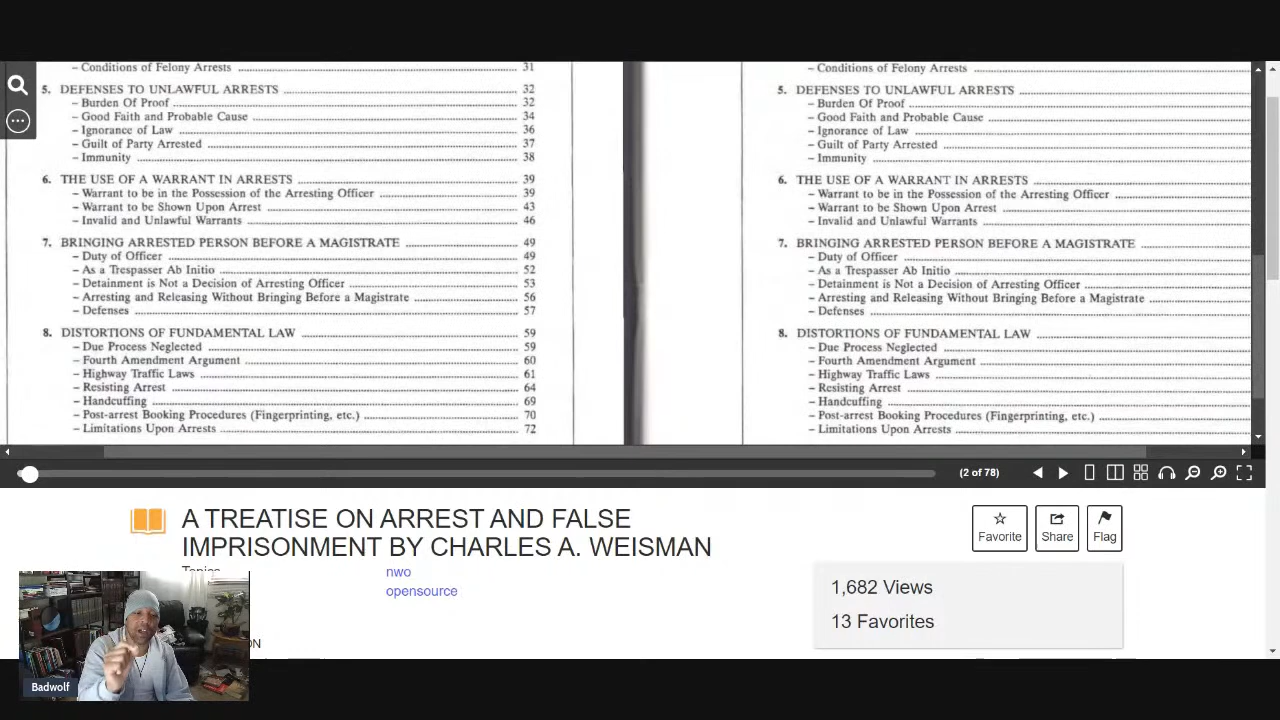 – Conditions of Felony Arrests ........ 31
5. DEFENSES TO UNLAWFUL ARRESTS ........ 32
– Burden Of Proof ........ 32
– Good Faith and Probable Cause ........ 34
– Ignorance of Law ........ 36
– Guilt of Party Arrested ........ 37
– Immunity ........ 38
6. THE USE OF A WARRANT IN ARRESTS ........ 39
– Warrant to be in the Possession of the Arresting Officer ........ 39
– Warrant to be Shown Upon Arrest ........ 43
– Invalid and Unlawful Warrants ........ 46
7. BRINGING ARRESTED PERSON BEFORE A MAGISTRATE ........ 49
– Duty of Officer ........ 49
– As a Trespasser Ab Initio ........ 52
– Detainment is Not a Decision of Arresting Officer ........ 53
– Arresting and Releasing Without Bringing Before a Magistrate ........ 56
– Defenses ........ 57
8. DISTORTIONS OF FUNDAMENTAL LAW ........ 59
– Due Process Neglected ........ 59
– Fourth Amendment Argument ........ 60
– Highway Traffic Laws ........ 61
– Resisting Arrest ........ 64
– Handcuffing ........ 69
– Post-arrest Booking Procedures (Fingerprinting, etc.) ........ 70
– Limitations Upon Arrests ........ 72
– Conditions of Felony Arrests ........
5. DEFENSES TO UNLAWFUL ARRESTS ........
– Burden Of Proof ........
– Good Faith and Probable Cause ........
– Ignorance of Law ........
– Guilt of Party Arrested ........
– Immunity ........
6. THE USE OF A WARRANT IN ARRESTS ........
– Warrant to be in the Possession of the Arresting Officer ........
– Warrant to be Shown Upon Arrest ........
– Invalid and Unlawful Warrants ........
7. BRINGING ARRESTED PERSON BEFORE A MAGISTRATE ........
– Duty of Officer ........
– As a Trespasser Ab Initio ........
– Detainment is Not a Decision of Arresting Officer ........
– Arresting and Releasing Without Bringing Before a Magistrate ........
– Defenses ........
8. DISTORTIONS OF FUNDAMENTAL LAW ........
– Due Process Neglected ........
– Fourth Amendment Argument ........
– Highway Traffic Laws ........
– Resisting Arrest ........
– Handcuffing ........
– Post-arrest Booking Procedures (Fingerprinting, etc.) ........
– Limitations Upon Arrests ........
(2 of 78)
A TREATISE ON ARREST AND FALSE
IMPRISONMENT BY CHARLES A. WEISMAN
Favorite Share Flag
Topics nwo
opensource
1,682 Views
13 Favorites
ON
Badwolf